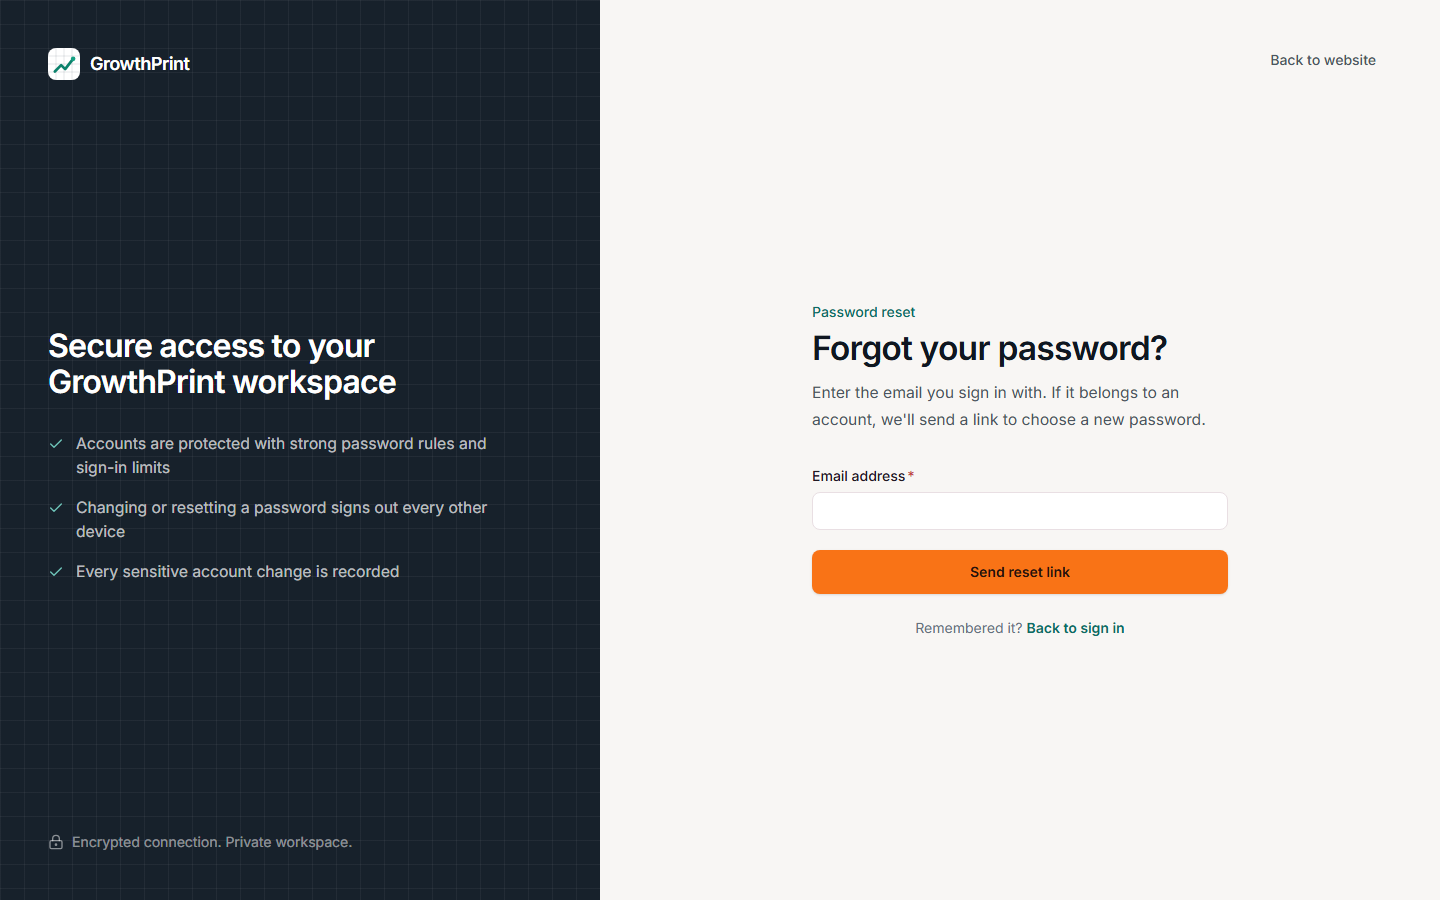 GrowthPrint
Secure access to your
GrowthPrint workspace
Accounts are protected with strong password rules and
sign-in limits
Changing or resetting a password signs out every other
device
Every sensitive account change is recorded
Encrypted connection. Private workspace.
Back to website
Password reset
Forgot your password?
Enter the email you sign in with. If it belongs to an
account, we'll send a link to choose a new password.
Email address *
Send reset link
Remembered it? Back to sign in